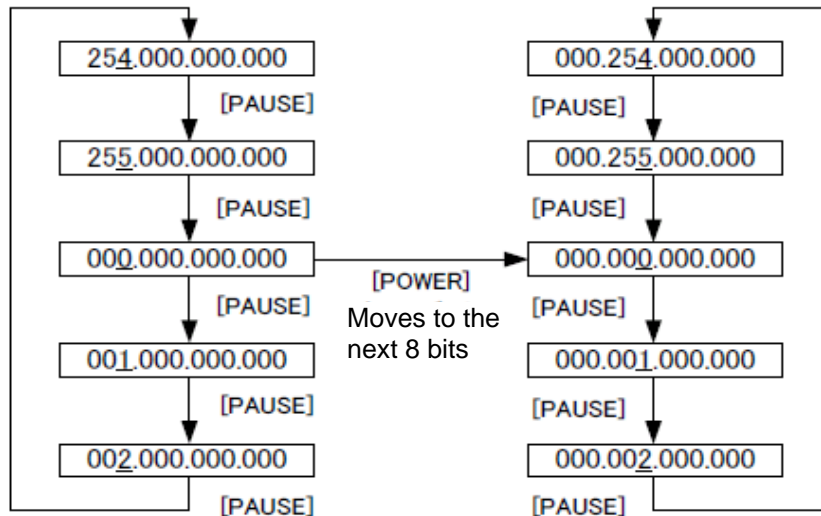 254.000.000.000
[PAUSE]
255.000.000.000
[PAUSE]
000.000.000.000
[PAUSE]
001.000.000.000
[PAUSE]
002.000.000.000
[PAUSE]
[POWER]
Moves to the
next 8 bits
000.254.000.000
[PAUSE]
000.255.000.000
[PAUSE]
000.000.000.000
[PAUSE]
000.001.000.000
[PAUSE]
000.002.000.000
[PAUSE]